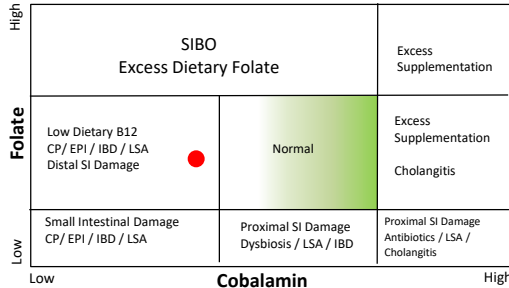 High
SIBO
Excess Dietary Folate
Excess
Supplementation
Folate
Low Dietary B12
CP/ EPI / IBD / LSA
Distal SI Damage
Normal
Excess
Supplementation
Cholangitis
Small Intestinal Damage
CP/ EPI / IBD / LSA
Proximal SI Damage
Dysbiosis / LSA / IBD
Proximal SI Damage
Antibiotics / LSA /
Cholangitis
Low
Low
Cobalamin
High